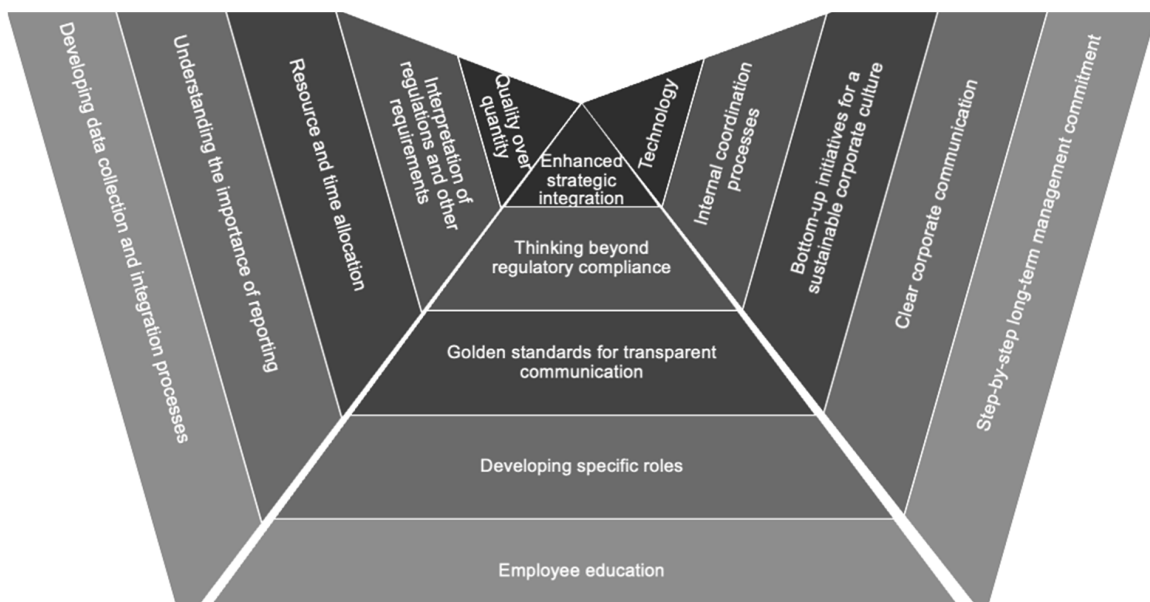 Developing data collection and integration processes
Understanding the importance of reporting
Resource and time allocation
Interpretation of
regulations and other
requirements
Quality over
quantity
Enhanced
strategic
integration
Thinking beyond
regulatory compliance
Golden standards for transparent
communication
Developing specific roles
Employee education
Technology
Internal coordination
processes
Bottom-up initiatives for a
sustainable corporate culture
Clear corporate communication
Step-by-step long-term management commitment